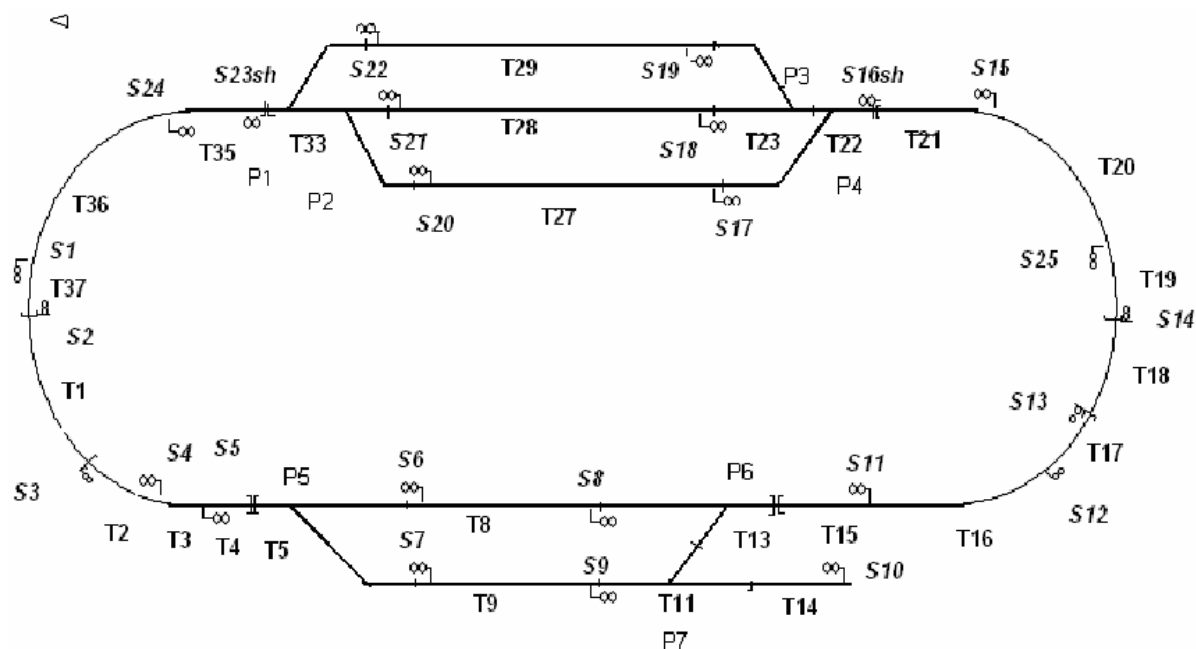 S22
T29
S19
P3
S16sh
S15
S24
S23sh
T35
T33
S21
T28
S18
T23
T22
T21
P1
P2
S20
T27
S17
P4
T20
T36
S1
T37
S2
T1
S25
T19
S14
T18
S13
T17
S12
S3
S4
S5
P5
S6
S8
P6
S11
T2
T3
T4
T5
S7
T8
S9
T13
T15
T16
T9
T11
T14
S10
P7